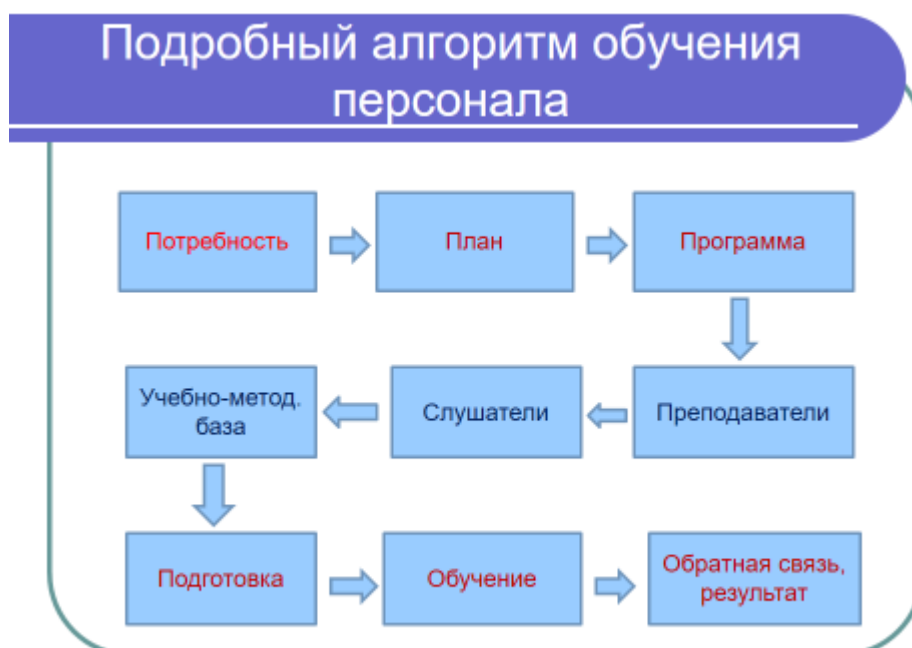 Подробный алгоритм обучения
персонала
Потребность
План
Программа
Преподаватели
Слушатели
Учебно-метод.
база
Подготовка
Обучение
Обратная связь,
результат